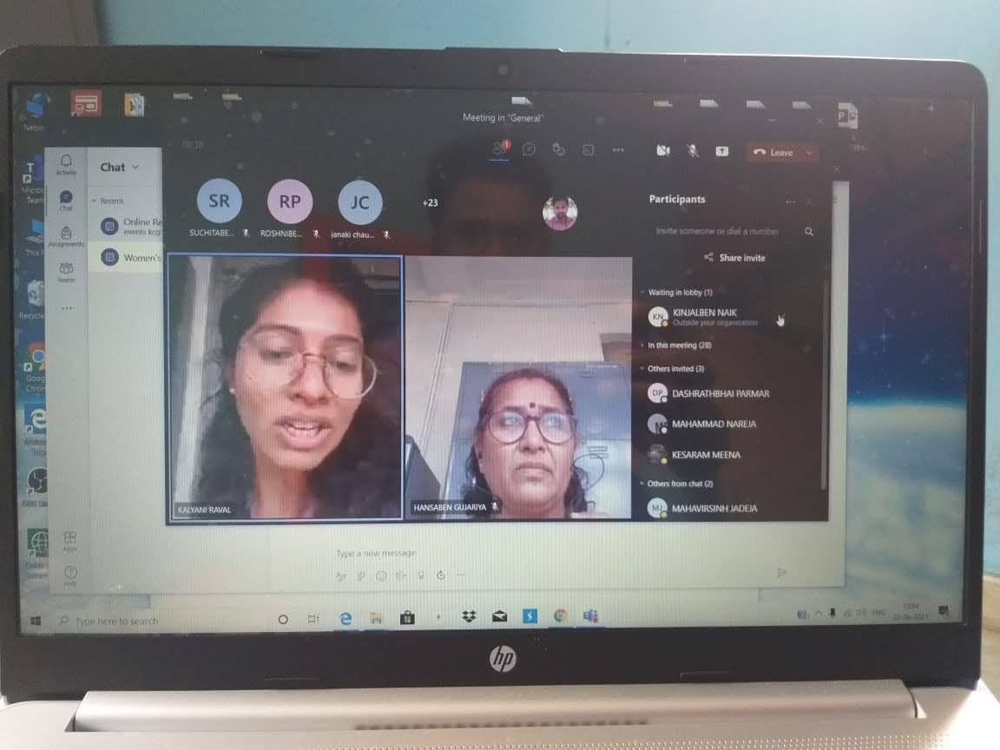 Meeting in "General"
08:38
Leave
Activity
Chat
Assignments
Teams
Apps
Help
Chat
Recent
Online Re
events kcg
Women's
SR
RP
JC
+23
SUCHITABE...
ROSHNIBE...
janaki chau...
KALYANI RAVAL
HANSABEN GUJARIYA
Participants
Invite someone or dial a number
Share invite
Waiting in lobby (1)
KN
KINJALBEN NAIK
Outside your organization
In this meeting (28)
Others invited (3)
DP
DASHRATHBHAI PARMAR
MAHAMMAD NAREJA
KESARAM MEENA
Others from chat (2)
MJ
MAHAVIRSINH JADEJA
Type a new message
Recycle
Type here to search
ENG
hp